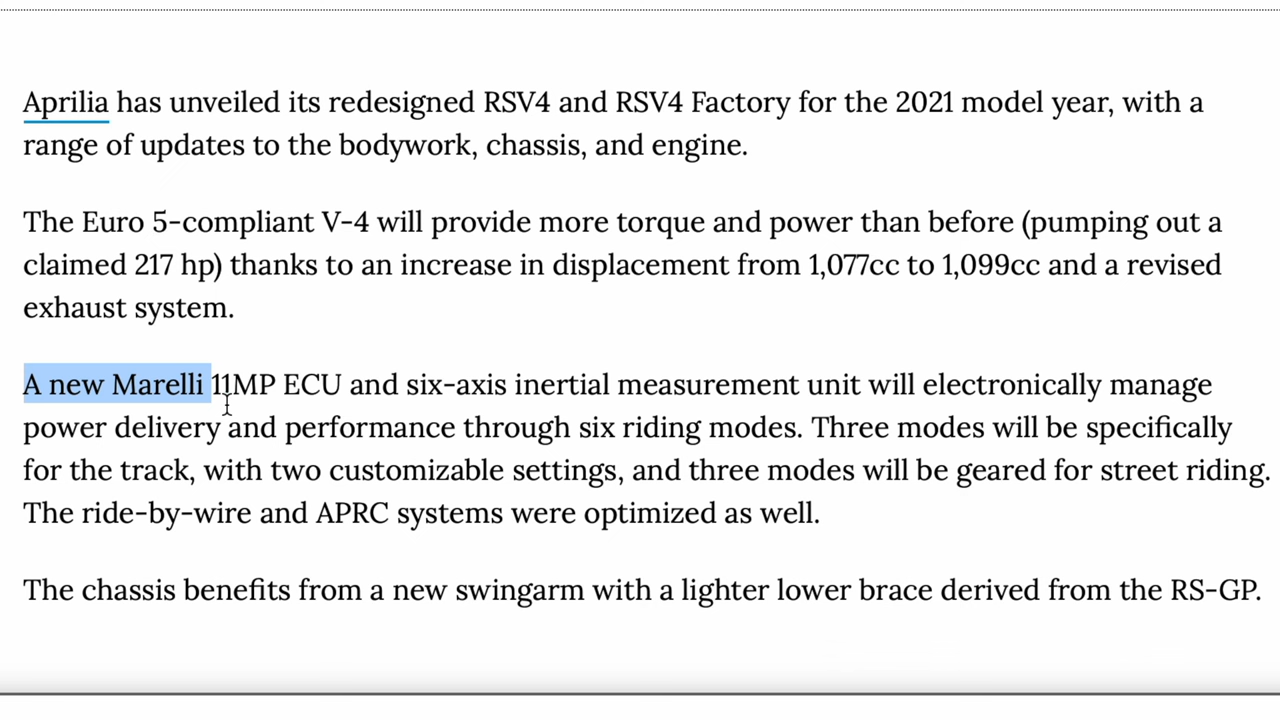 Aprilia has unveiled its redesigned RSV4 and RSV4 Factory for the 2021 model year, with a
range of updates to the bodywork, chassis, and engine.
The Euro 5-compliant V-4 will provide more torque and power than before (pumping out a
claimed 217 hp) thanks to an increase in displacement from 1,077cc to 1,099cc and a revised
exhaust system.
A new Marelli 11MP ECU and six-axis inertial measurement unit will electronically manage
power delivery and performance through six riding modes. Three modes will be specifically
for the track, with two customizable settings, and three modes will be geared for street riding.
The ride-by-wire and APRC systems were optimized as well.
The chassis benefits from a new swingarm with a lighter lower brace derived from the RS-GP.